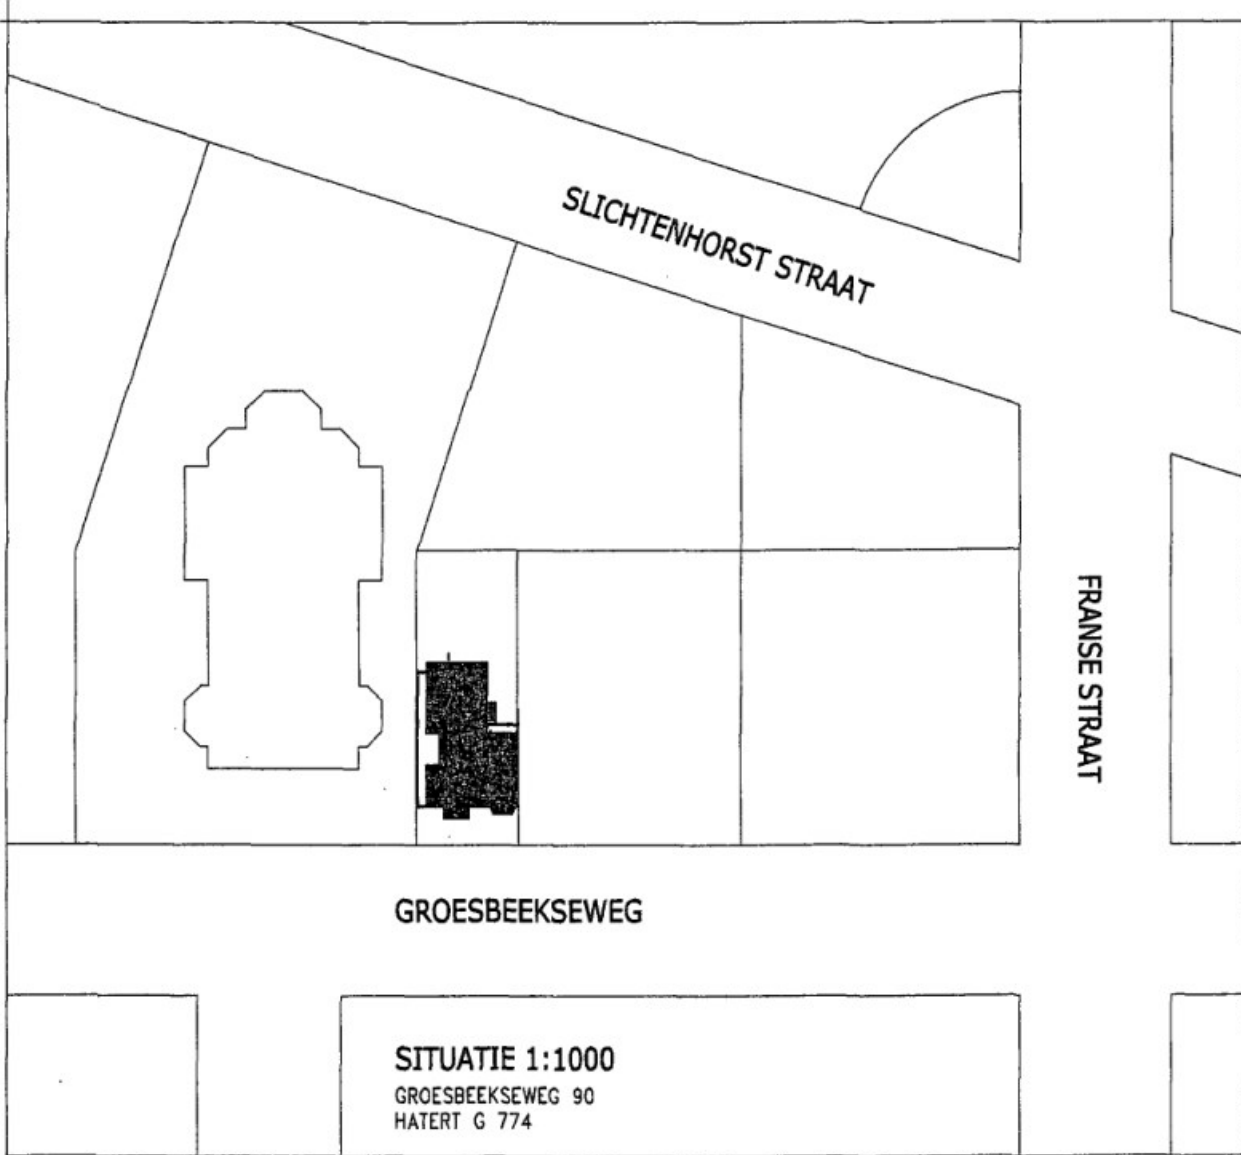 SLICHTENHORST STRAAT
FRANSE STRAAT
GROESBEEKSEWEG
SITUATIE 1:1000
GROESBEEKSEWEG 90
HATERT G 774